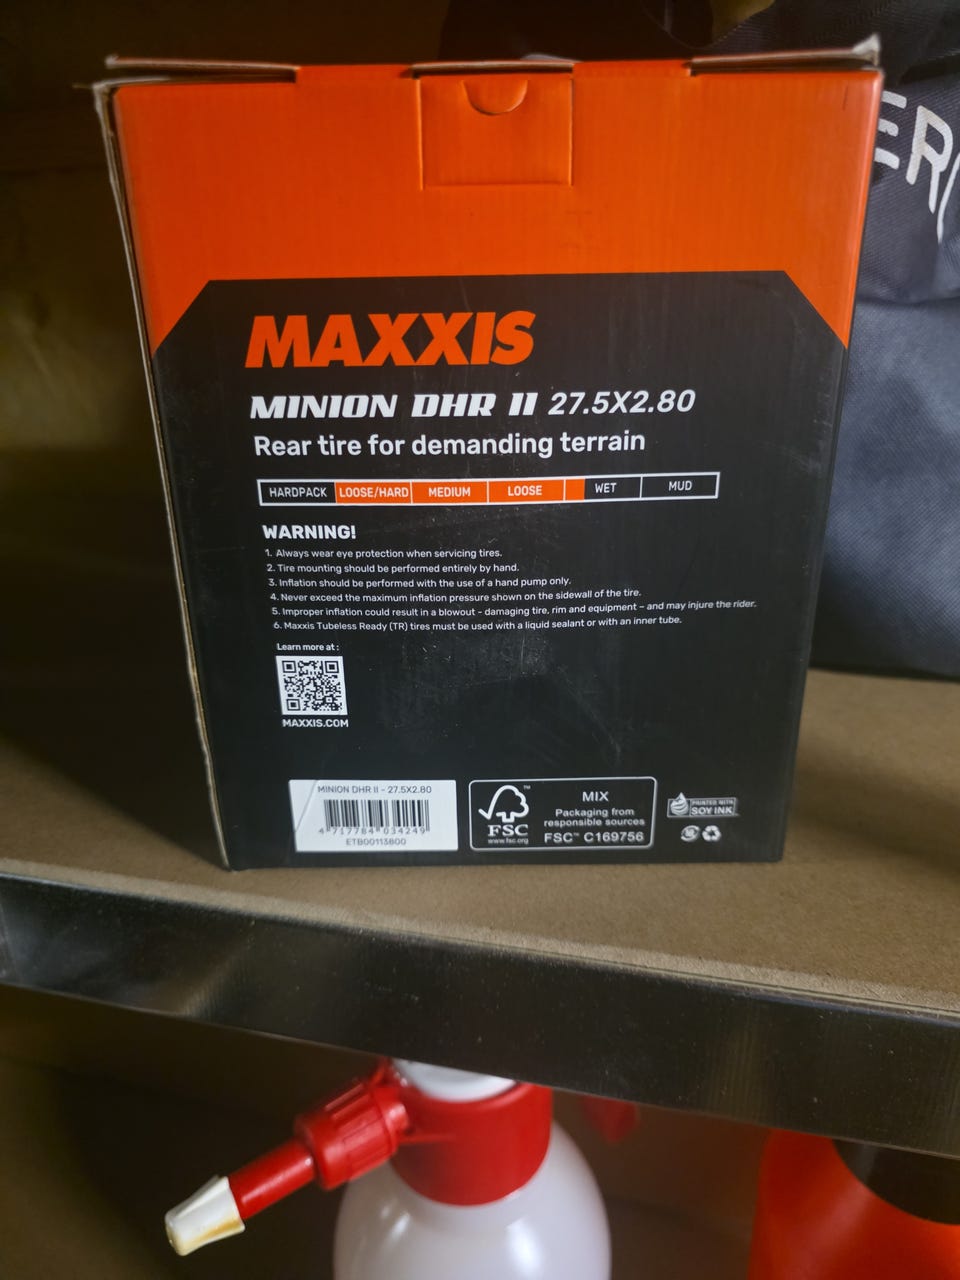 ER
MAXXIS
MINION DHR II 27.5X2.80
Rear tire for demanding terrain
HARDPACK LOOSE/HARD MEDIUM LOOSE WET MUD
WARNING!
1. Always wear eye protection when servicing tires.
2. Tire mounting should be performed entirely by hand.
3. Inflation should be performed with the use of a hand pump only.
4. Never exceed the maximum inflation pressure shown on the sidewall of the tire.
5. Improper inflation could result in a blowout - damaging tire, rim and equipment – and may injure the rider.
6. Maxxis Tubeless Ready (TR) tires must be used with a liquid sealant or with an inner tube.
Learn more at :
MAXXIS.COM
MINION DHR II - 27.5X2.80
4 717784 034249
ETB00113800
FSC
www.fsc.org
MIX
Packaging from
responsible sources
FSC™ C169756
PRINTED WITH
SOY INK